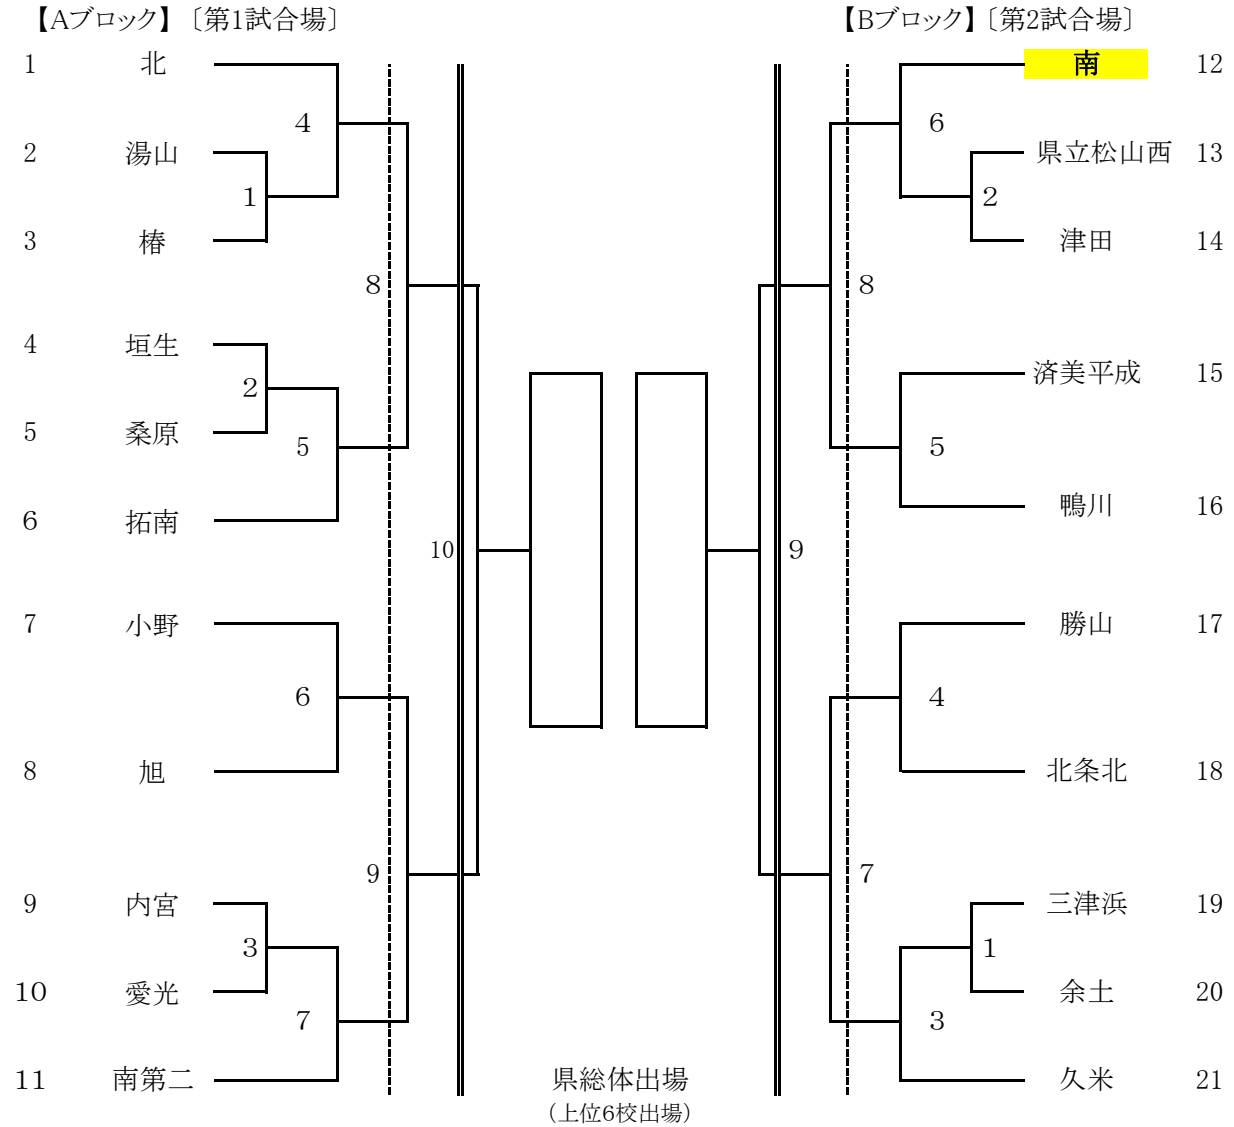 【Aブロック】〔第1試合場〕
1 北
4
2 湯山
1
3 椿
8
4 垣生
2
5 桑原
5
6 拓南
10
7 小野
6
8 旭
9
9 内宮
3
10 愛光
7
11 南第二
【Bブロック】〔第2試合場〕
南 12
6
県立松山西 13
2
津田 14
8
済美平成 15
5
鴨川 16
9
勝山 17
4
北条北 18
7
三津浜 19
1
余土 20
3
久米 21
県総体出場
(上位6校出場)